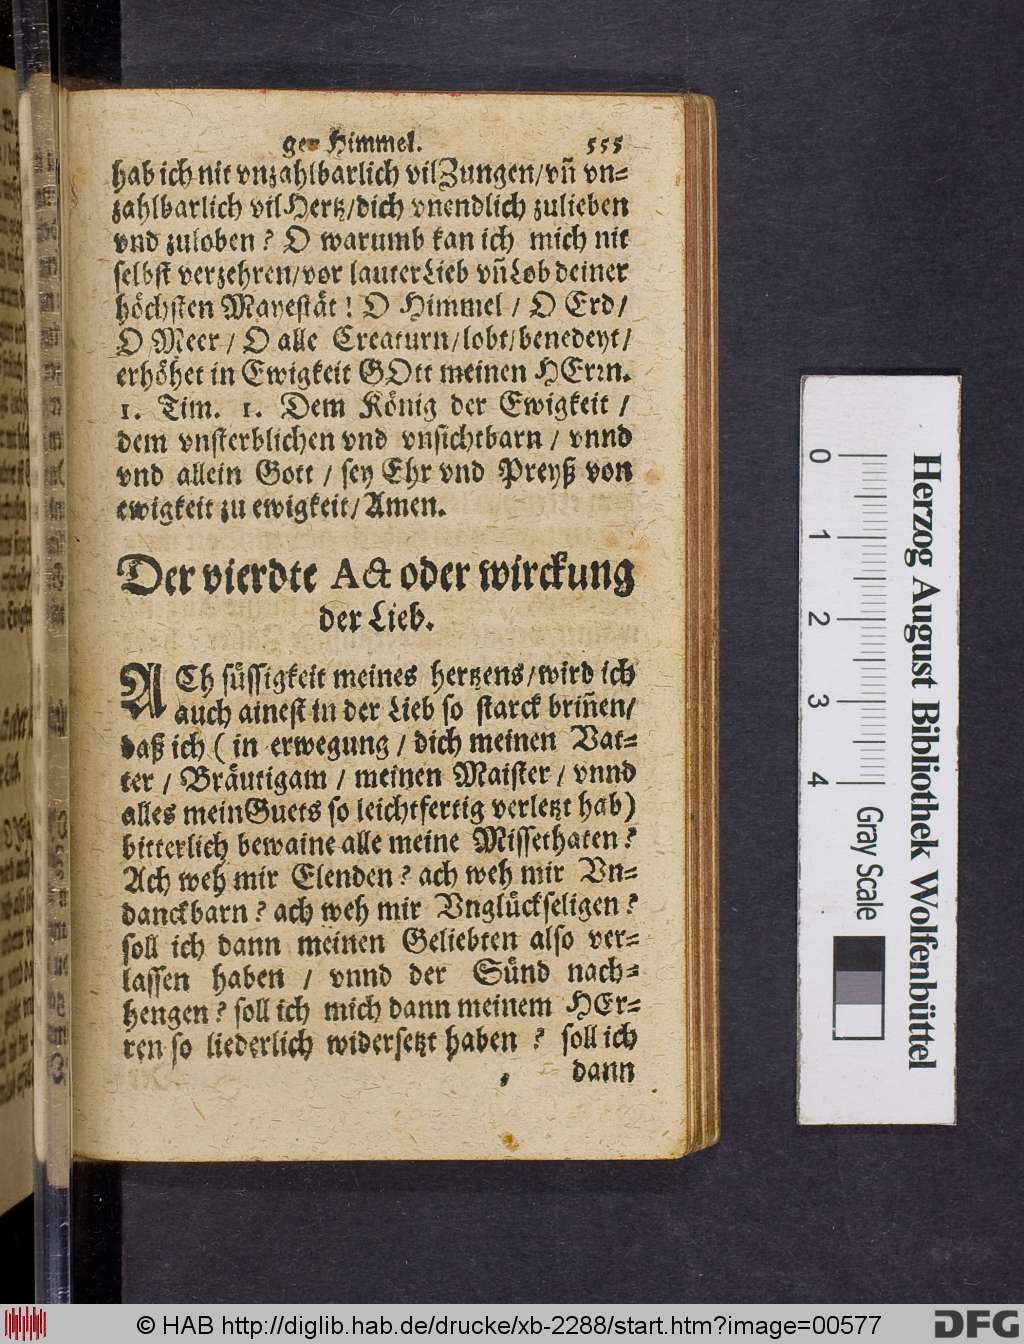 gen Himmel. 555
hab ich nit vnzahlbarlich vil Zungen/vñ vn=
zahlbarlich vil Hertz/dich vnendlich zulieben
vnd zuloben? O warumb kan ich mich nit
selbst verzehren/vor lauter Lieb vñ Lob deiner
höchsten Mayestät! O Himmel / O Erd/
O Meer / O alle Creaturn/lobt/benedeyt/
erhöhet in Ewigkeit GOtt meinen HErrn.
1. Tim. 1. Dem König der Ewigkeit /
dem vnsterblichen vnd vnsichtbarn / vnnd
vnd allein Gott / sey Ehr vnd Preyß von
ewigkeit zu ewigkeit/Amen.
Der vierdte Act oder wirckung
der Lieb.
ACh süssigkeit meines hertzens/wird ich
auch ainest in der Lieb so starck briñen/
daß ich ( in erwegung / dich meinen Vat=
ter / Bräutigam / meinen Maister / vnnd
alles mein Guets so leichtfertig verletzt hab)
bitterlich bewaine alle meine Missethaten?
Ach weh mir Elenden? ach weh mir Vn=
danckbarn? ach weh mir Vnglückseligen?
soll ich dann meinen Geliebten also ver=
lassen haben / vnnd der Sünd nach=
hengen? soll ich mich dann meinem HEr=
ren so liederlich widersetzt haben ? soll ich
dann
Herzog August Bibliothek Wolfenbüttel
0 1 2 3 4 Gray Scale
© HAB http://diglib.hab.de/drucke/xb-2288/start.htm?image=00577
DFG